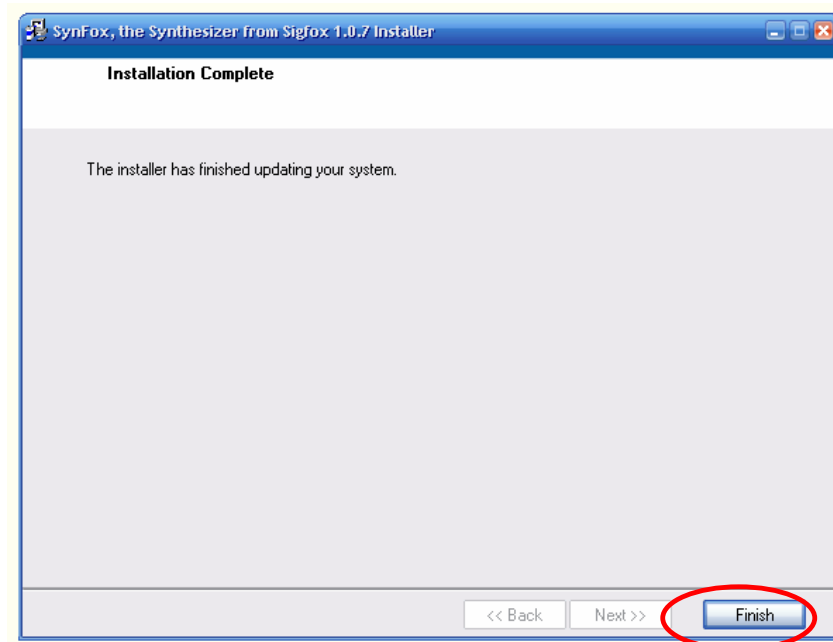 SynFox, the Synthesizer from Sigfox 1.0.7 Installer
Installation Complete
The installer has finished updating your system.
<< Back Next >> Finish